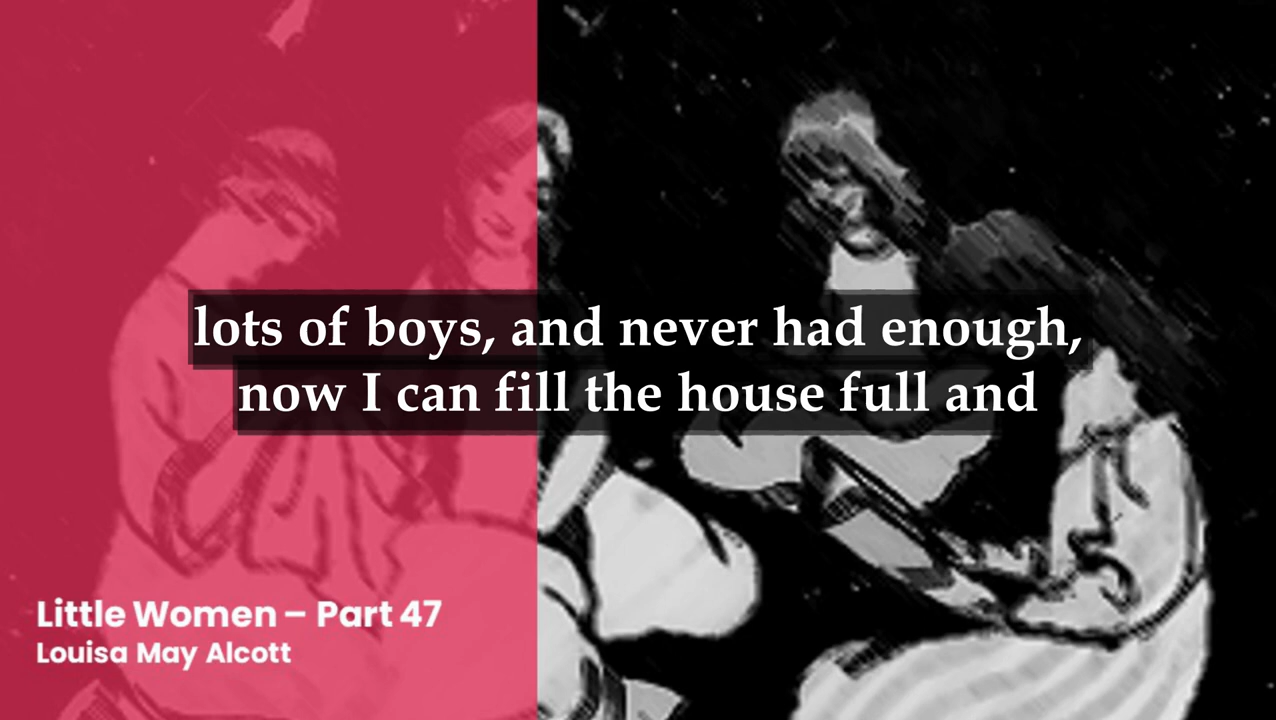 lots of boys, and never had enough,
now I can fill the house full and
Little Women – Part 47
Louisa May Alcott